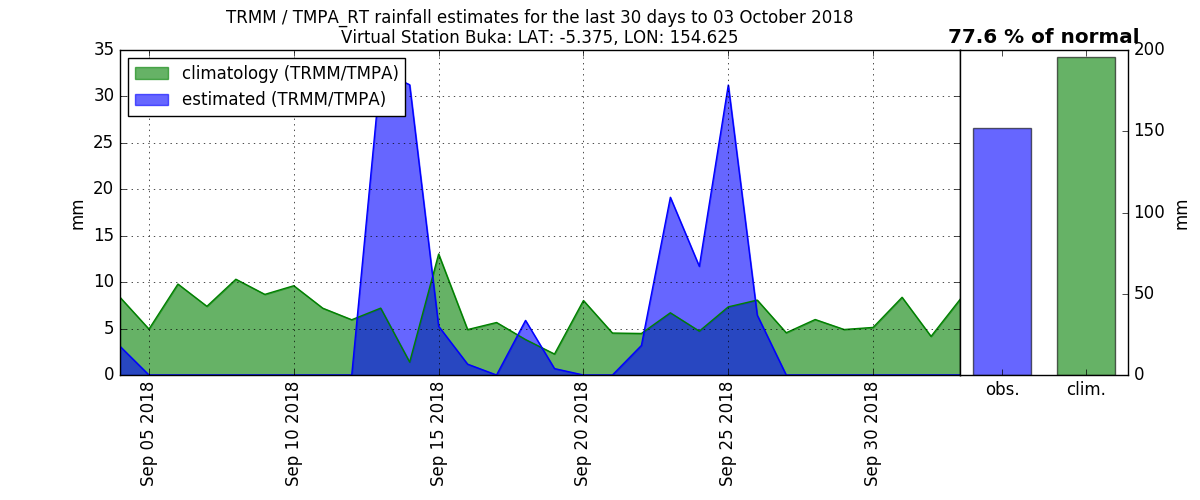 TRMM / TMPA_RT rainfall estimates for the last 30 days to 03 October 2018
Virtual Station Buka: LAT: -5.375, LON: 154.625
77.6 % of normal
climatology (TRMM/TMPA)
estimated (TRMM/TMPA)
mm
35
30
25
20
15
10
5
0
Sep 05 2018
Sep 10 2018
Sep 15 2018
Sep 20 2018
Sep 25 2018
Sep 30 2018
200
150
100
50
0
mm
obs.
clim.